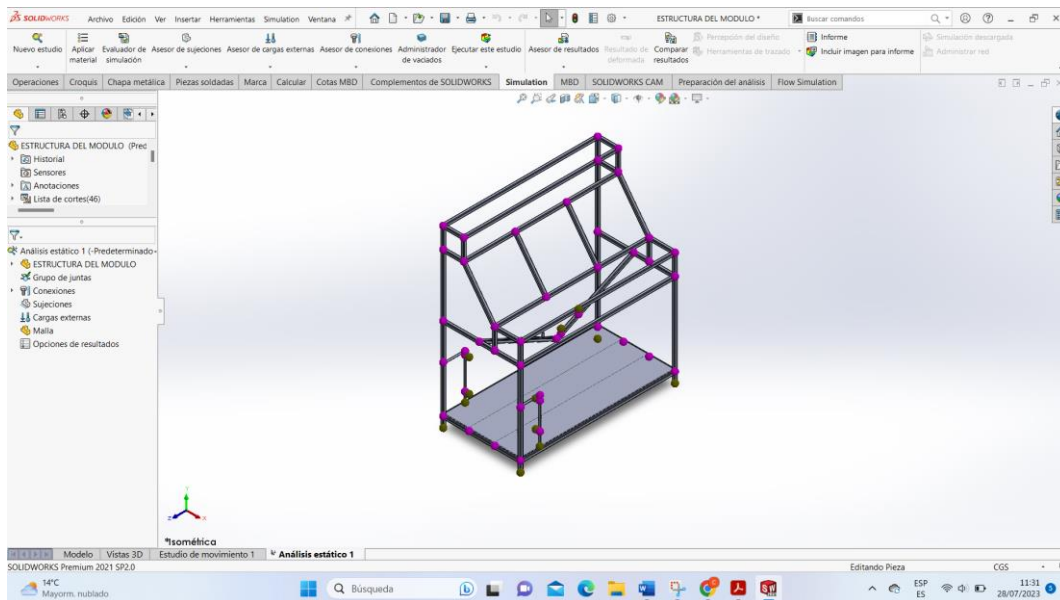 SOLIDWORKS Archivo Edición Ver Insertar Herramientas Simulation Ventana ESTRUCTURA DEL MODULO * Buscar comandos
Nuevo estudio Aplicar material Evaluador de simulación Asesor de sujeciones Asesor de cargas externas Asesor de conexiones Administrador de vaciados Ejecutar este estudio Asesor de resultados Resultado de deformada Comparar resultados Percepción del diseño Herramientas de trazado Informe Induir imagen para informe Simulación descargada Administrar red
Operaciones Croquis Chapa metálica Piezas soldadas Marca Calcular Cotas MBD Complementos de SOLIDWORKS Simulation MBD SOLIDWORKS CAM Preparación del análisis Flow Simulation
ESTRUCTURA DEL MODULO (Pred
Historial
Sensores
Anotaciones
Lista de cortes(46)
Análisis estático 1 (-Predeterminado-
ESTRUCTURA DEL MODULO
Grupo de juntas
Conexiones
Sujeciones
Cargas externas
Malla
Opciones de resultados
*Isométrica
Modelo Vistas 3D Estudio de movimiento 1 Análisis estático 1
SOLIDWORKS Premium 2021 SP2.0 Editando Pieza CGS
14°C
Mayorm. nublado
Búsqueda
ESP
ES
11:31
28/07/2023